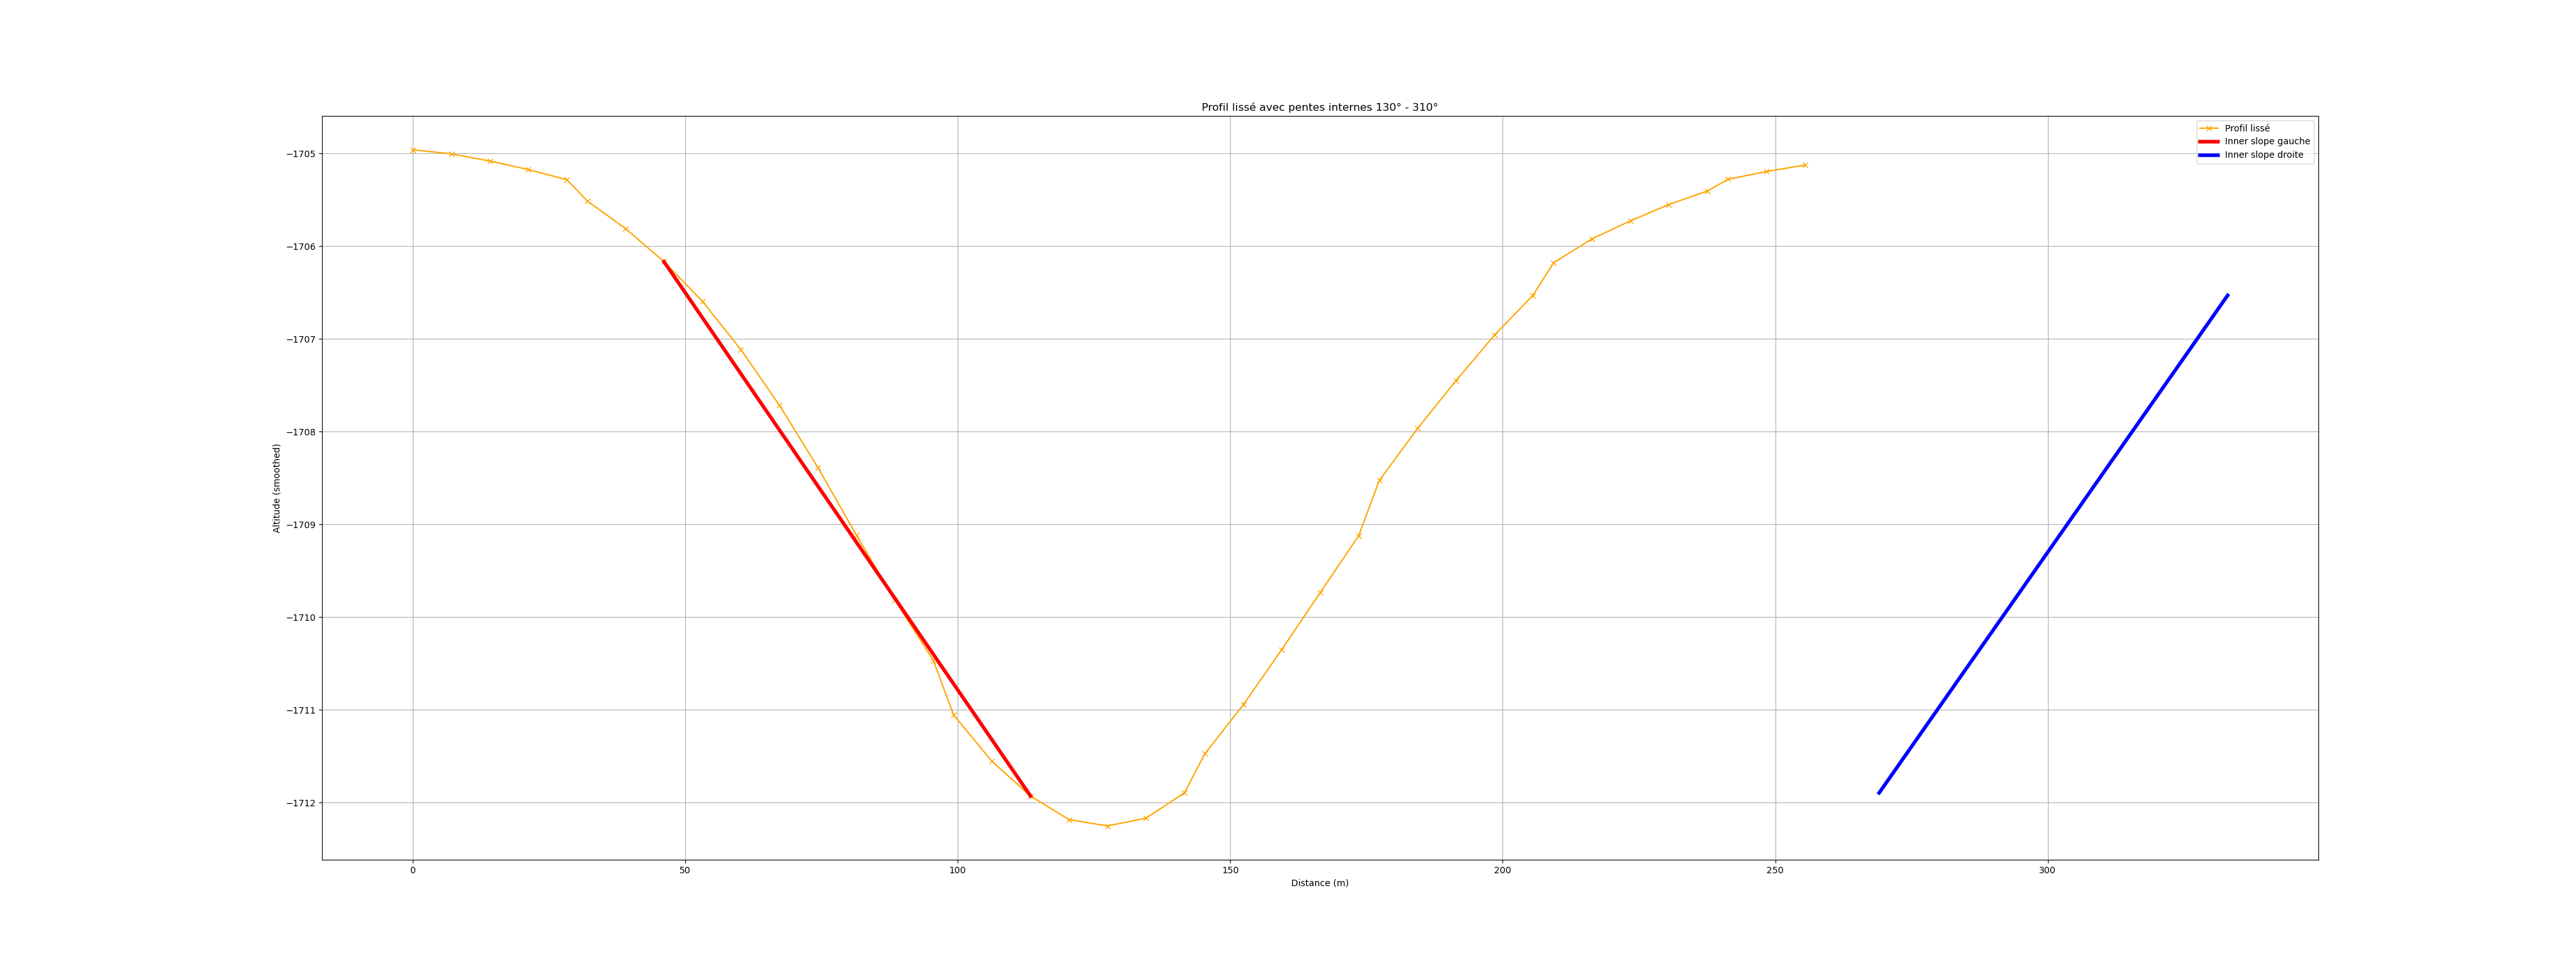 Profil lissé avec pentes internes 130° - 310°
Profil lissé
Inner slope gauche
Inner slope droite
−1705
−1706
−1707
−1708
−1709
−1710
−1711
−1712
Altitude (smoothed)
0
50
100
150
200
250
300
Distance (m)